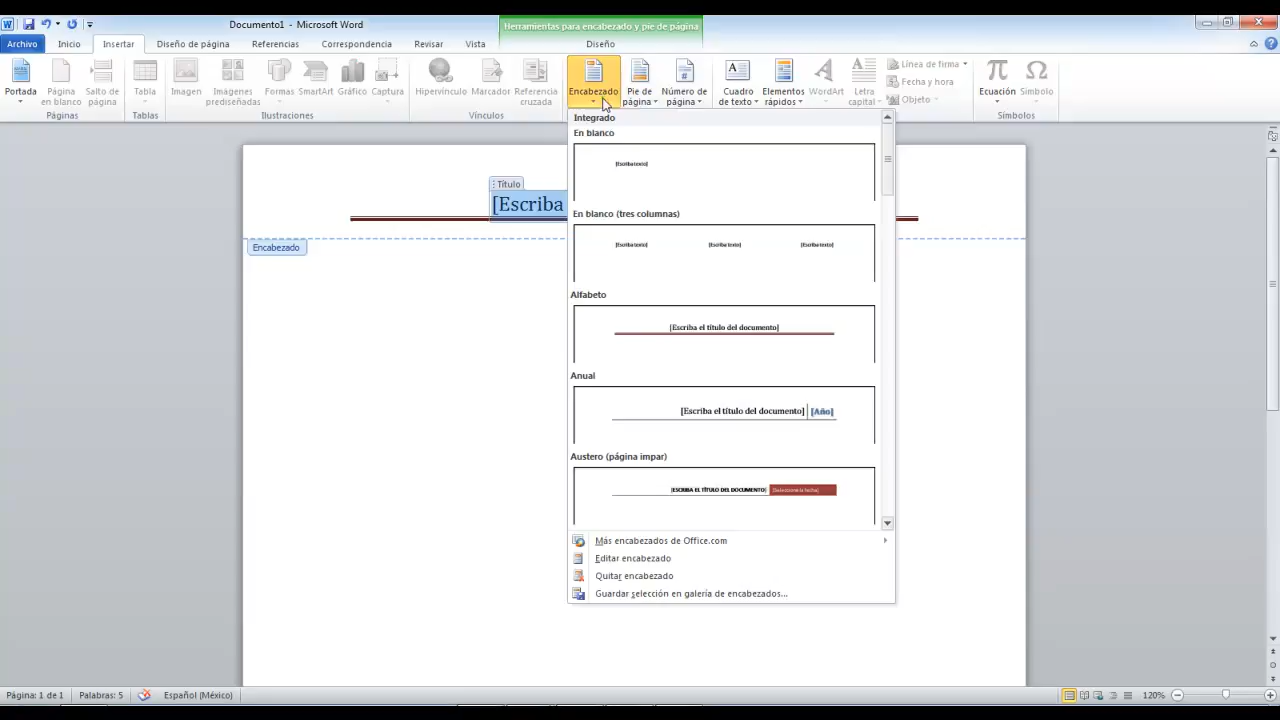 Documento1 - Microsoft Word
Herramientas para encabezado y pie de página
Archivo Inicio Insertar Diseño de página Referencias Correspondencia Revisar Vista Diseño
Portada
Página en blanco
Salto de página
Tabla
Imagen
Imágenes prediseñadas
Formas
SmartArt
Gráfico
Captura
Hipervínculo
Marcador
Referencia cruzada
Encabezado
Pie de página
Número de página
Cuadro de texto
Elementos rápidos
WordArt
Letra capital
Línea de firma
Fecha y hora
Objeto
Ecuación
Símbolo
Páginas Tablas Ilustraciones Vínculos Símbolos
Integrado
En blanco
[Escriba texto]
En blanco (tres columnas)
[Escriba texto] [Escriba texto] [Escriba texto]
Alfabeto
[Escriba el título del documento]
Anual
[Escriba el título del documento] [Año]
Austero (página impar)
[ESCRIBA EL TÍTULO DEL DOCUMENTO] [Seleccione la fecha]
Más encabezados de Office.com
Editar encabezado
Quitar encabezado
Guardar selección en galería de encabezados...
Título
[Escriba
Encabezado
Página: 1 de 1 Palabras: 5 Español (México) 120%